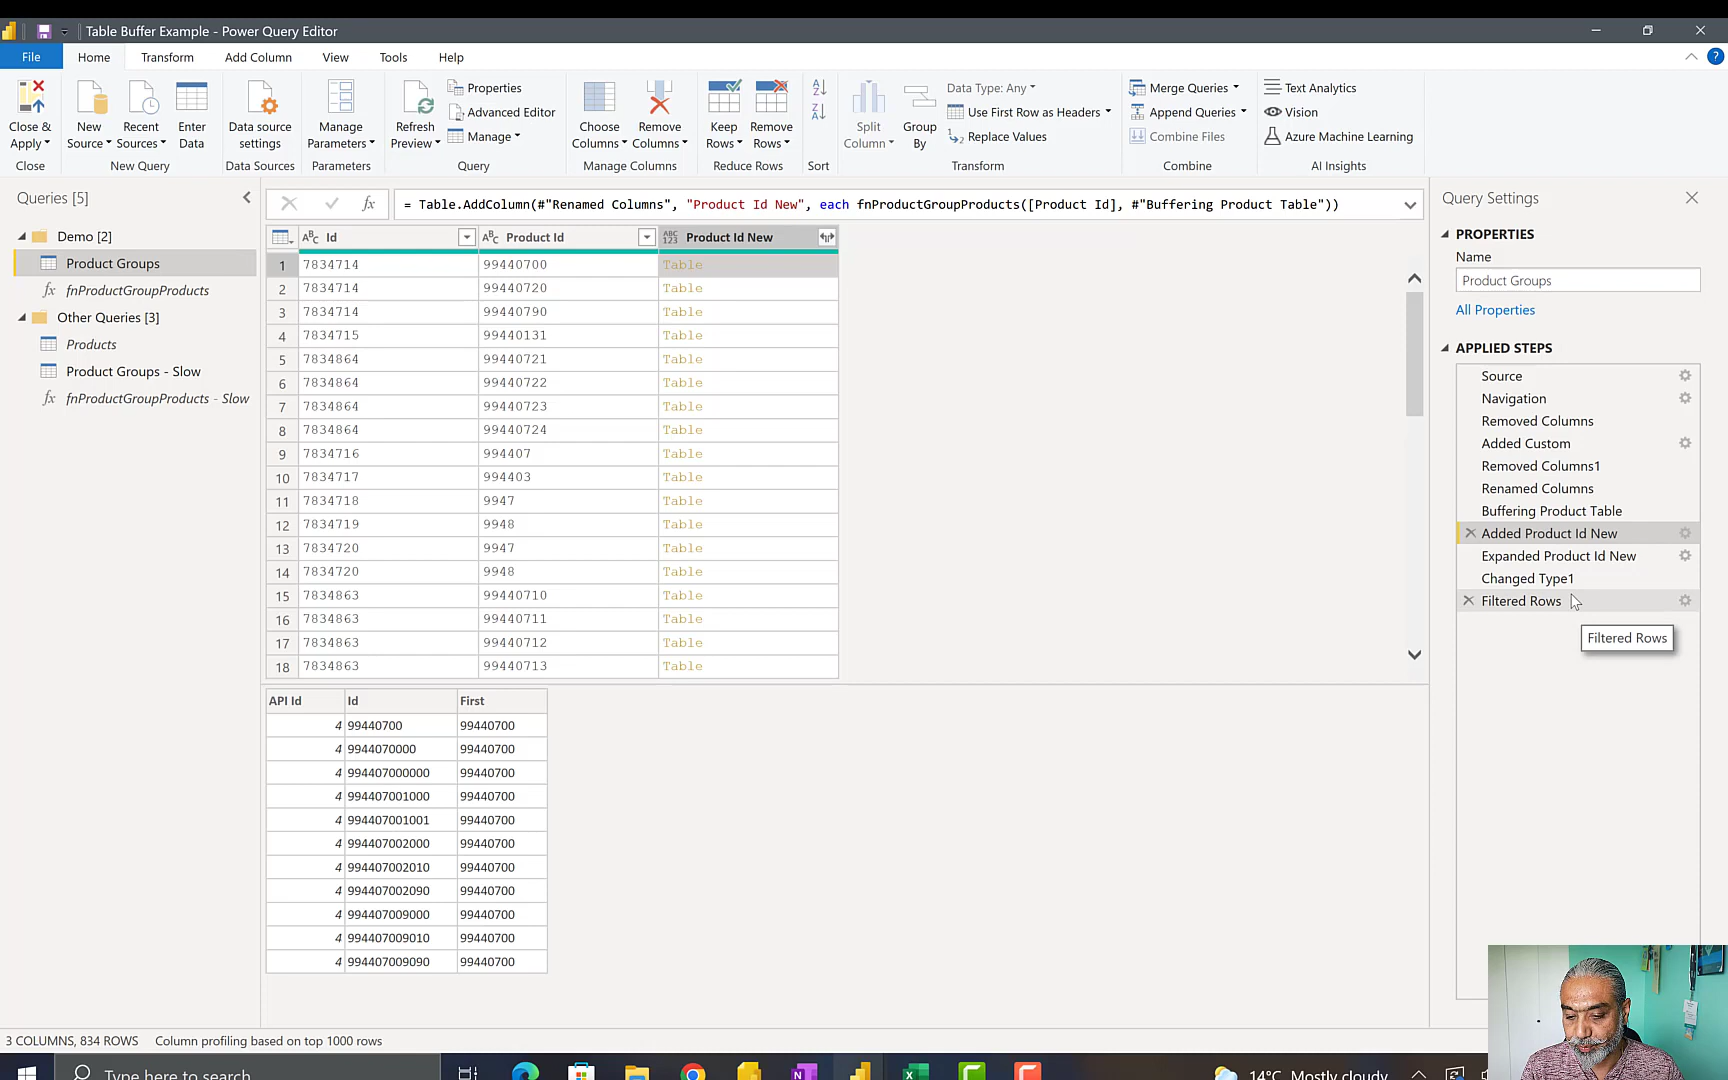 Table Buffer Example - Power Query Editor
File Home Transform Add Column View Tools Help
Close & Apply
Close
New Source
Recent Sources
Enter Data
New Query
Data source settings
Data Sources
Manage Parameters
Parameters
Refresh Preview
Properties
Advanced Editor
Manage
Query
Choose Columns
Remove Columns
Manage Columns
Keep Rows
Remove Rows
Reduce Rows
Sort
Split Column
Group By
Data Type: Any
Use First Row as Headers
Replace Values
Transform
Merge Queries
Append Queries
Combine Files
Combine
Text Analytics
Vision
Azure Machine Learning
AI Insights
Queries [5]
Demo [2]
Product Groups
fx fnProductGroupProducts
Other Queries [3]
Products
Product Groups - Slow
fx fnProductGroupProducts - Slow
fx = Table.AddColumn(#"Renamed Columns", "Product Id New", each fnProductGroupProducts([Product Id], #"Buffering Product Table"))
ABC Id ABC Product Id ABC 123 Product Id New
1 7834714 99440700 Table
2 7834714 99440720 Table
3 7834714 99440790 Table
4 7834715 99440131 Table
5 7834864 99440721 Table
6 7834864 99440722 Table
7 7834864 99440723 Table
8 7834864 99440724 Table
9 7834716 994407 Table
10 7834717 994403 Table
11 7834718 9947 Table
12 7834719 9948 Table
13 7834720 9947 Table
14 7834720 9948 Table
15 7834863 99440710 Table
16 7834863 99440711 Table
17 7834863 99440712 Table
18 7834863 99440713 Table
API Id Id First
4 99440700 99440700
4 9944070000 99440700
4 994407000000 99440700
4 994407001000 99440700
4 994407001001 99440700
4 994407002000 99440700
4 994407002010 99440700
4 994407002090 99440700
4 994407009000 99440700
4 994407009010 99440700
4 994407009090 99440700
Query Settings
PROPERTIES
Name
Product Groups
All Properties
APPLIED STEPS
Source
Navigation
Removed Columns
Added Custom
Removed Columns1
Renamed Columns
Buffering Product Table
Added Product Id New
Expanded Product Id New
Changed Type1
Filtered Rows
Filtered Rows
3 COLUMNS, 834 ROWS Column profiling based on top 1000 rows
Type here to search
14°C Mostly cloudy